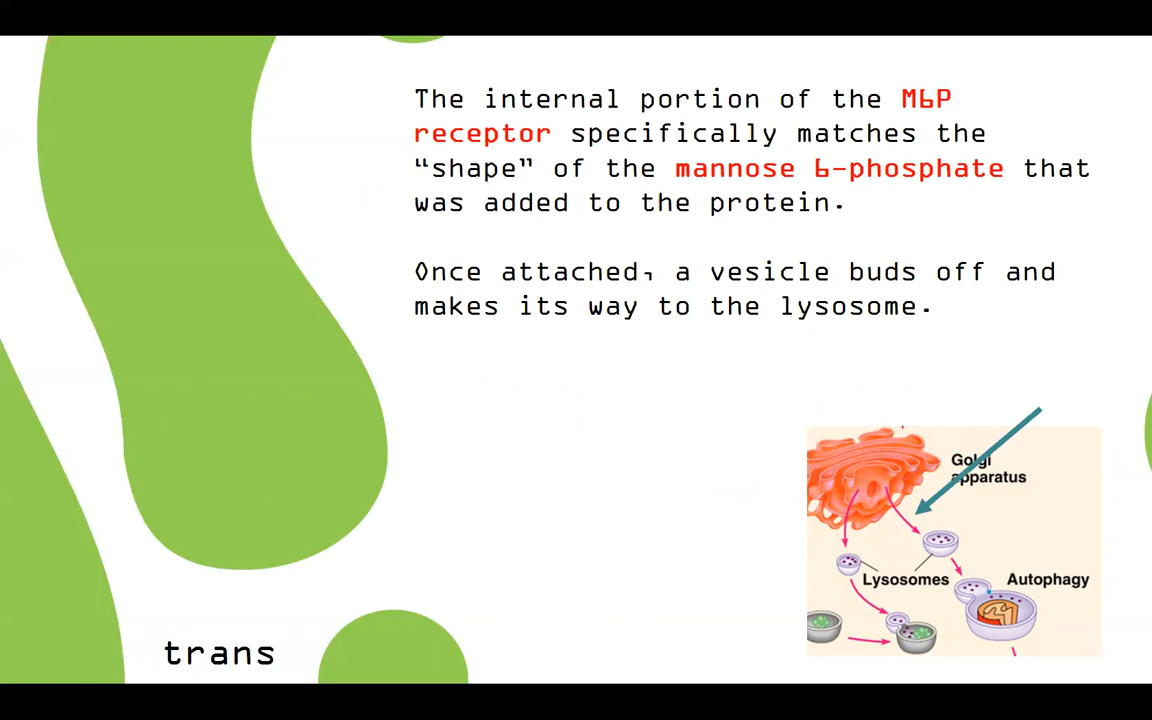 The internal portion of the M6P
receptor specifically matches the
“shape” of the mannose 6-phosphate that
was added to the protein.
Once attached, a vesicle buds off and
makes its way to the lysosome.
Golgi
apparatus
Lysosomes
Autophagy
trans